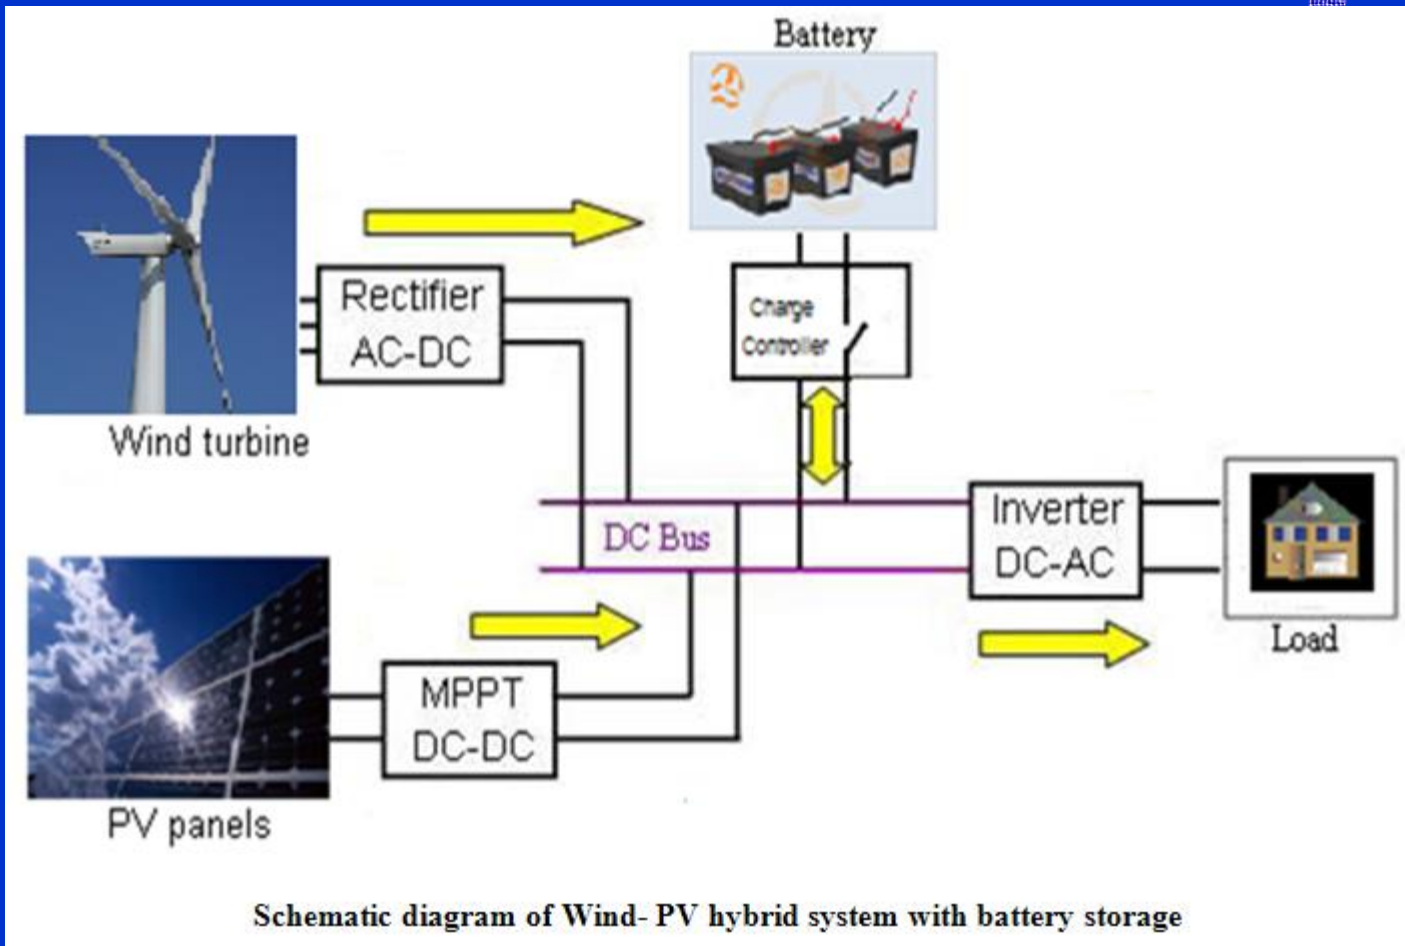 Battery
Rectifier
AC-DC
Charge
Controller
Wind turbine
DC Bus
Inverter
DC-AC
Load
MPPT
DC-DC
PV panels
Schematic diagram of Wind- PV hybrid system with battery storage